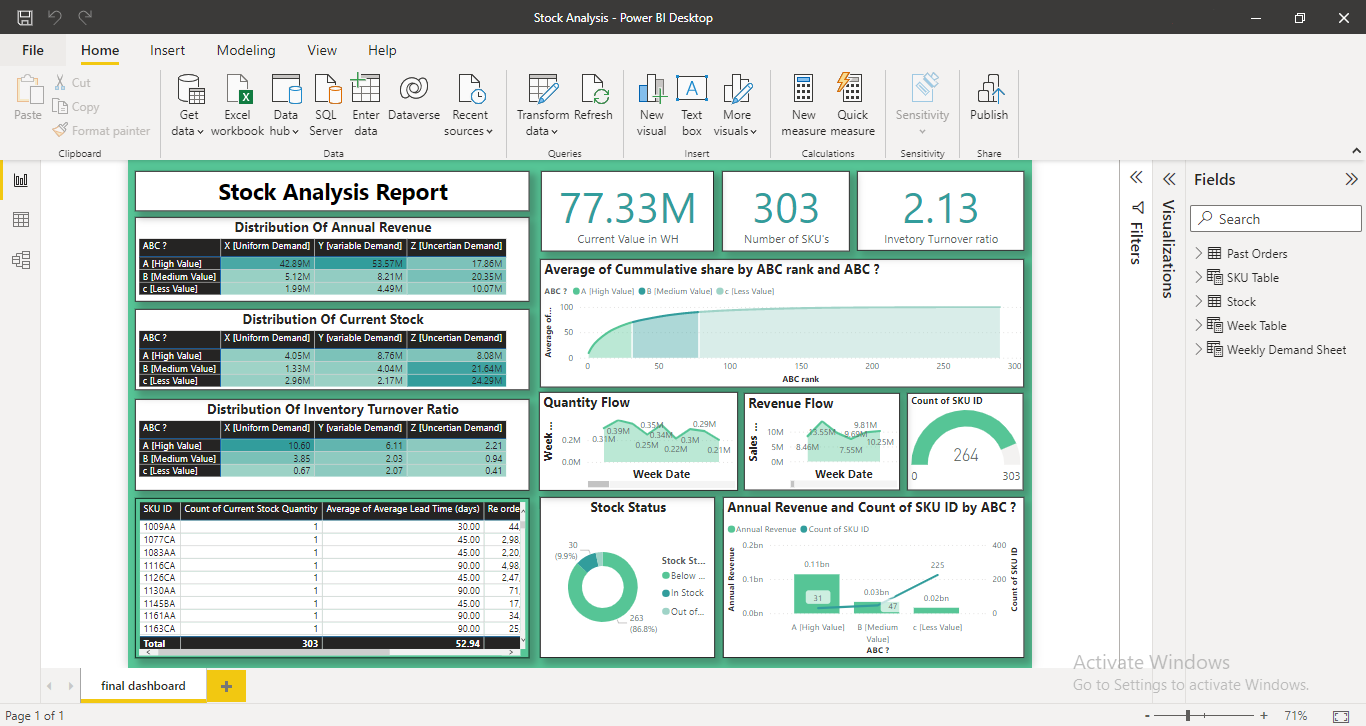 Stock Analysis - Power BI Desktop
File Home Insert Modeling View Help
Paste
Cut
Copy
Format painter
Clipboard
Get data
Excel workbook
Data hub
SQL Server
Enter data
Dataverse
Recent sources
Data
Transform data
Refresh
Queries
New visual
Text box
More visuals
Insert
New measure
Quick measure
Calculations
Sensitivity
Sensitivity
Publish
Share
Stock Analysis Report
Distribution Of Annual Revenue
ABC ? X [Uniform Demand] Y [variable Demand] Z [Uncertian Demand]
A [High Value] 42.89M 53.57M 17.86M
B [Medium Value] 5.12M 8.21M 20.35M
c [Less Value] 1.99M 4.49M 10.07M
Distribution Of Current Stock
ABC ? X [Uniform Demand] Y [variable Demand] Z [Uncertian Demand]
A [High Value] 4.05M 8.76M 8.08M
B [Medium Value] 1.33M 4.04M 21.64M
c [Less Value] 2.96M 2.17M 24.29M
Distribution Of Inventory Turnover Ratio
ABC ? X [Uniform Demand] Y [variable Demand] Z [Uncertian Demand]
A [High Value] 10.60 6.11 2.21
B [Medium Value] 3.85 2.03 0.94
c [Less Value] 0.67 2.07 0.41
SKU ID Count of Current Stock Quantity Average of Average Lead Time (days) Re orde
1009AA 1 30.00 44
1077CA 1 45.00 2,98
1083AA 1 45.00 2,20
1116CA 1 90.00 4,98
1126CA 1 45.00 2,47
1130AA 1 90.00 71
1145BA 1 45.00 17
1161AA 1 90.00 34
1163CA 1 90.00 25
Total 303 52.94
77.33M
Current Value in WH
303
Number of SKU's
2.13
Invetory Turnover ratio
Average of Cummulative share by ABC rank and ABC ?
ABC ? A [High Value] B [Medium Value] c [Less Value]
Average of...
100
50
0
0 50 100 150 200 250 300
ABC rank
Quantity Flow
Week...
0.2M
0.0M
0.31M 0.39M 0.25M 0.35M 0.34M 0.22M 0.3M 0.29M 0.21M
Week Date
Revenue Flow
Sales ...
10M
5M
0M
8.46M 13.55M 7.55M 9.69M 9.81M 10.25M
Week Date
Count of SKU ID
264
0 303
Stock Status
30
(9.9%)
263
(86.8%)
Stock St...
Below ...
In Stock
Out of...
Annual Revenue and Count of SKU ID by ABC ?
Annual Revenue Count of SKU ID
Annual Revenue
0.2bn
0.1bn
0.0bn
0.11bn
0.03bn
0.02bn
31
47
225
400
200
0
Count of SKU ID
A [High Value] B [Medium Value] c [Less Value]
ABC ?
Filters
Visualizations
Fields
Search
Past Orders
SKU Table
Stock
Week Table
Weekly Demand Sheet
Activate Windows
Go to Settings to activate Windows.
final dashboard
Page 1 of 1
- + 71%